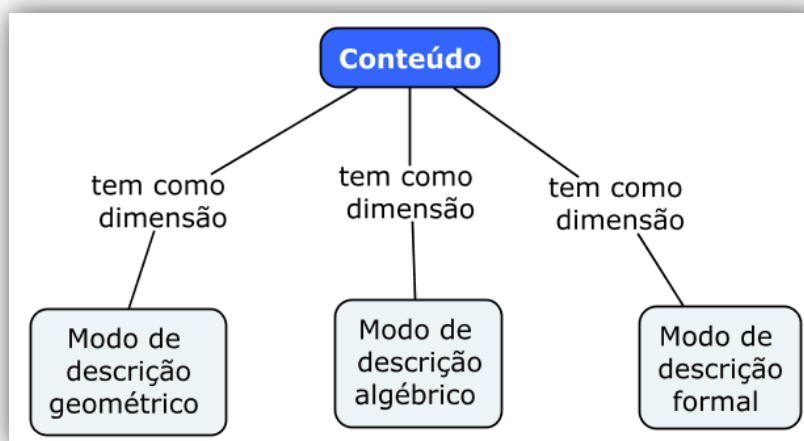 Conteúdo
tem como
dimensão
tem como
dimensão
tem como
dimensão
Modo de
descrição
geométrico
Modo de
descrição
algébrico
Modo de
descrição
formal